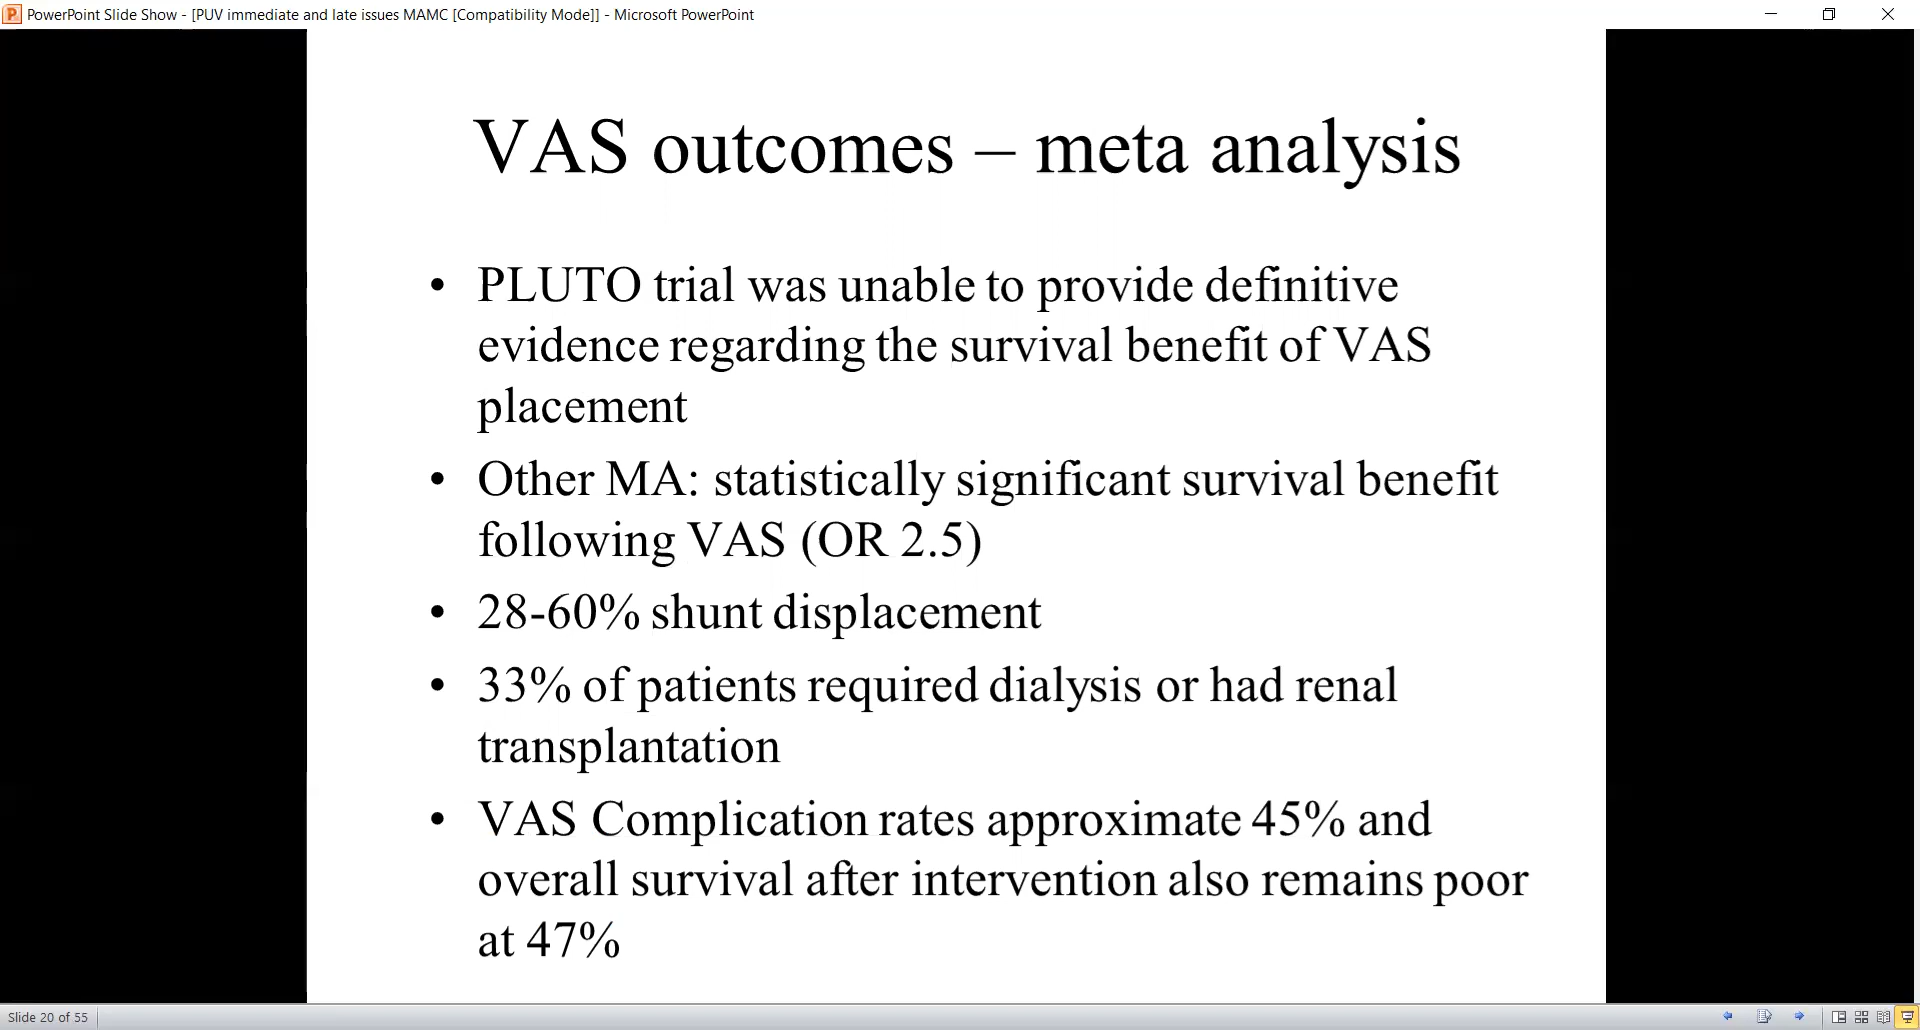 PowerPoint Slide Show - [PUV immediate and late issues MAMC [Compatibility Mode]] - Microsoft PowerPoint
VAS outcomes – meta analysis
• PLUTO trial was unable to provide definitive
evidence regarding the survival benefit of VAS
placement
• Other MA: statistically significant survival benefit
following VAS (OR 2.5)
• 28-60% shunt displacement
• 33% of patients required dialysis or had renal
transplantation
• VAS Complication rates approximate 45% and
overall survival after intervention also remains poor
at 47%
Slide 20 of 55